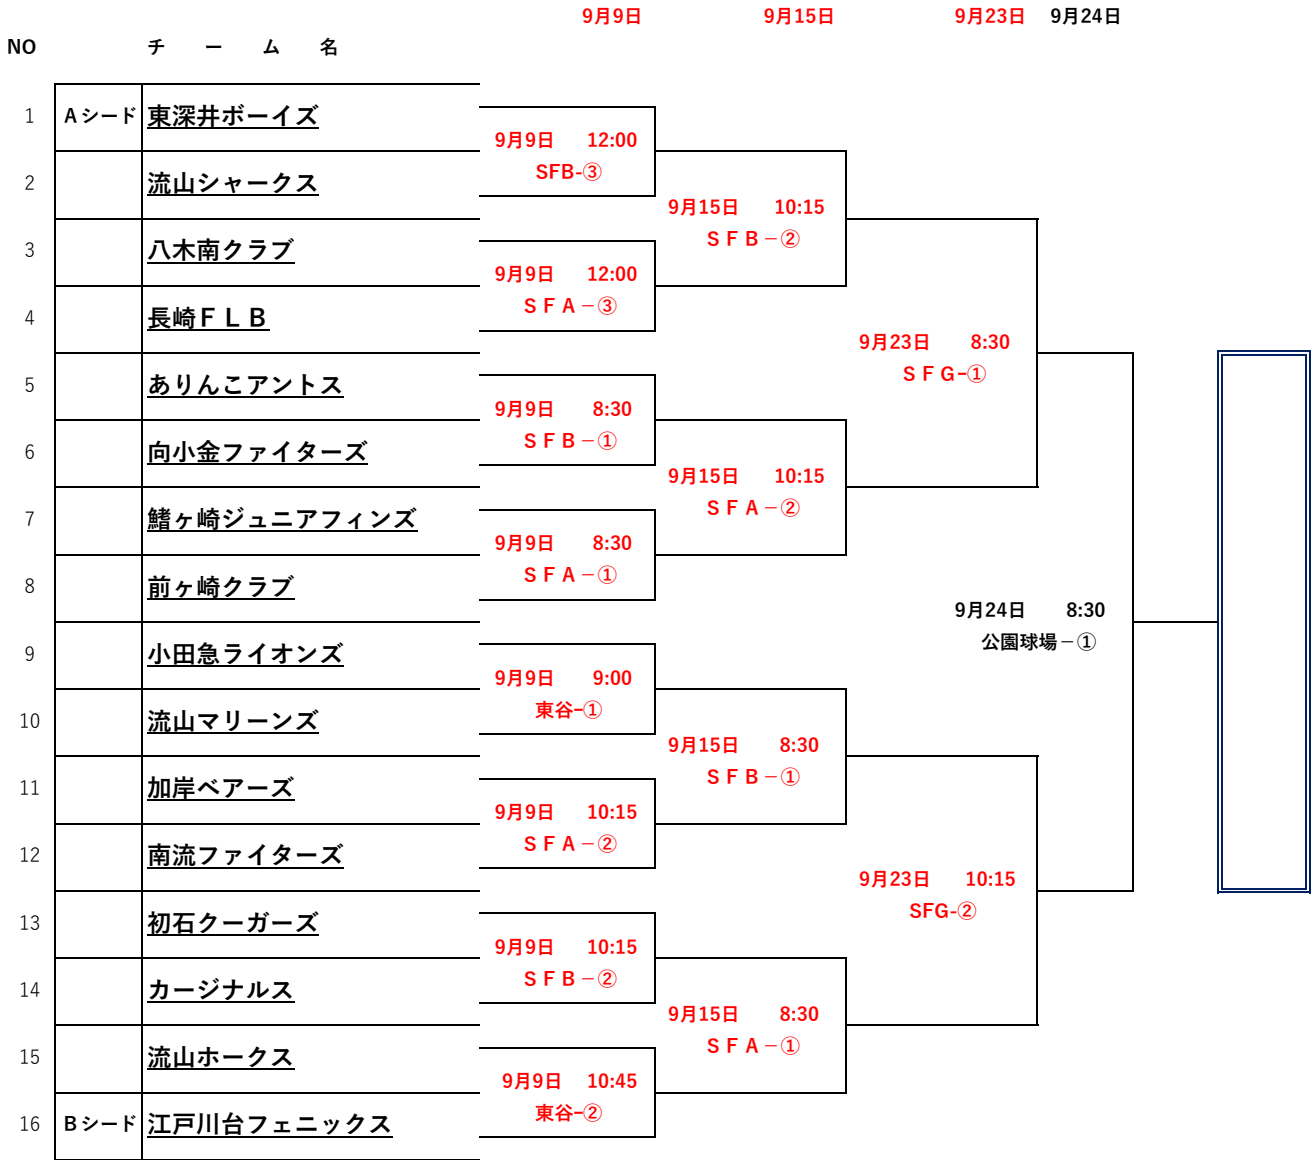 9月9日 9月15日 9月23日 9月24日
NO チ ー ム 名
1 Aシード 東深井ボーイズ
9月9日 12:00
SFB-③
2 流山シャークス
9月15日 10:15
ＳＦＢ－②
3 八木南クラブ
9月9日 12:00
ＳＦＡ－③
4 長崎ＦＬＢ
9月23日 8:30
ＳＦＧ-①
5 ありんこアントス
9月9日 8:30
ＳＦＢ－①
6 向小金ファイターズ
9月15日 10:15
ＳＦＡ－②
7 鰭ヶ崎ジュニアフィンズ
9月9日 8:30
ＳＦＡ－①
8 前ヶ崎クラブ
9月24日 8:30
公園球場－①
9 小田急ライオンズ
9月9日 9:00
東谷-①
10 流山マリーンズ
9月15日 8:30
ＳＦＢ－①
11 加岸ベアーズ
9月9日 10:15
ＳＦＡ－②
12 南流ファイターズ
9月23日 10:15
SFG-②
13 初石クーガーズ
9月9日 10:15
ＳＦＢ－②
14 カージナルス
9月15日 8:30
ＳＦＡ－①
15 流山ホークス
9月9日 10:45
東谷-②
16 Bシード 江戸川台フェニックス